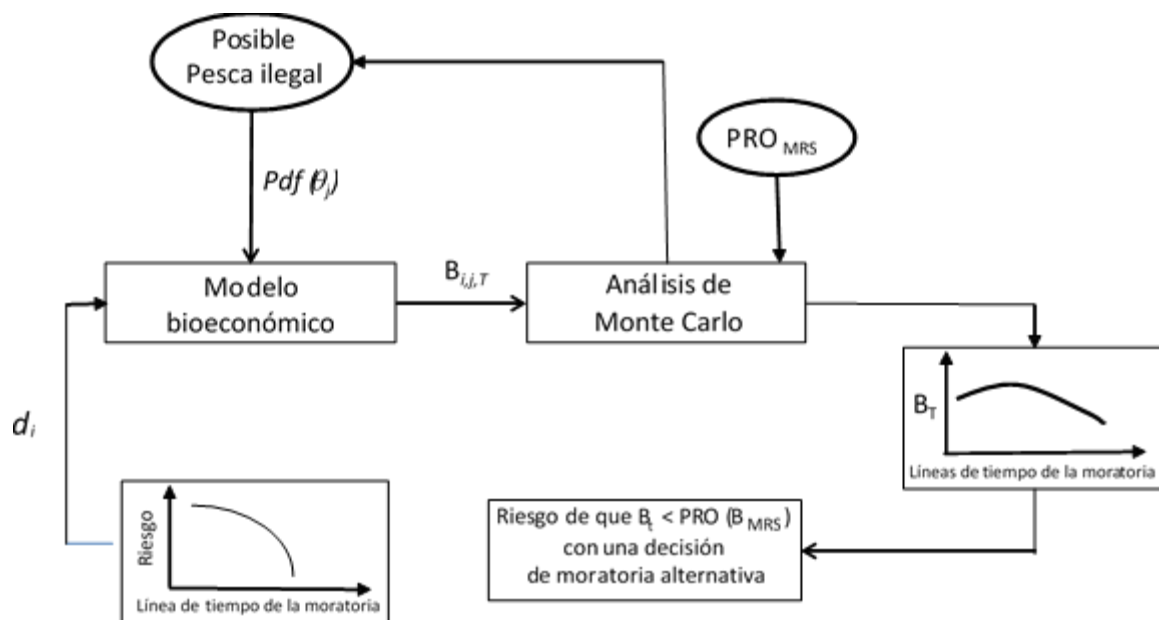 Posible
Pesca ilegal
PRO MRS
Pdf (θj)
Modelo
bioeconómico
Bi,j,T
Análisis de
Monte Carlo
BT
Líneas de tiempo de la moratoria
di
Riesgo
Línea de tiempo de la moratoria
Riesgo de que Bt < PRO (BMRS)
con una decisión
de moratoria alternativa